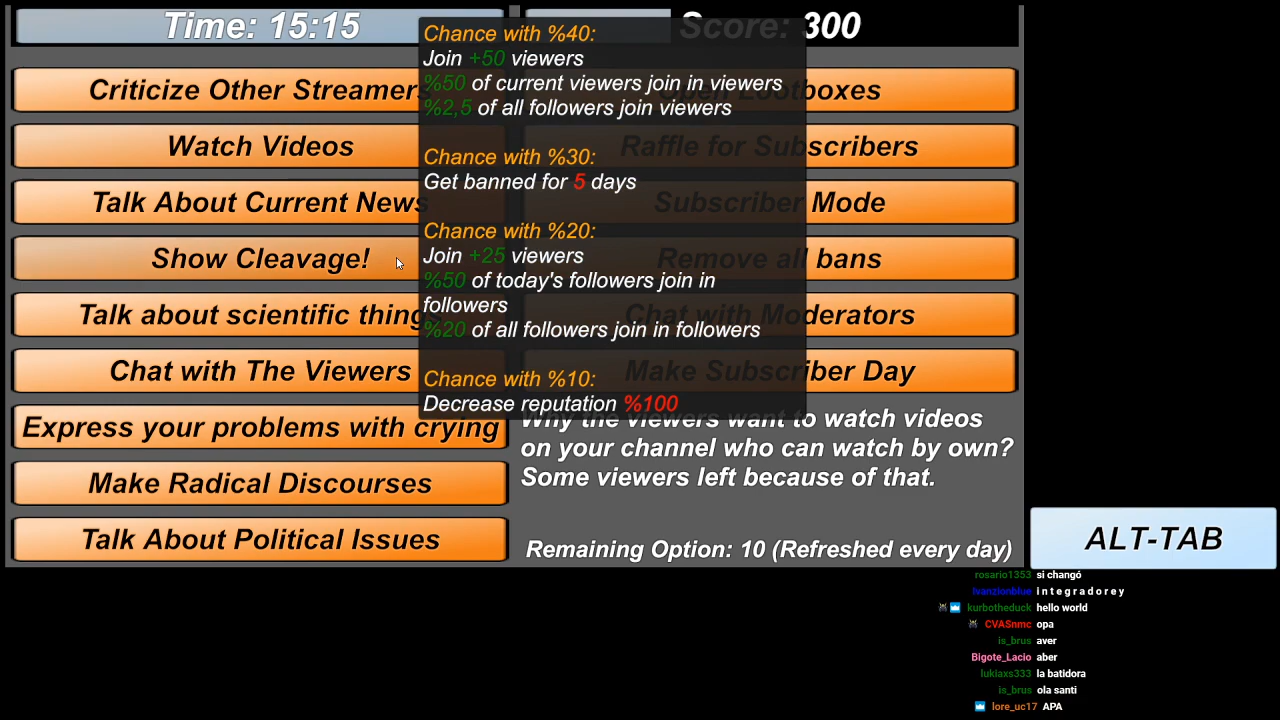 Time: 15:15
Score: 300
Criticize Other Streamers
Watch Videos
Talk About Current News
Show Cleavage!
Talk about scientific things
Chat with The Viewers
Express your problems with crying
Make Radical Discourses
Talk About Political Issues
Chance with %40:
Join +50 viewers
%50 of current viewers join in viewers
%2,5 of all followers join viewers
Chance with %30:
Get banned for 5 days
Chance with %20:
Join +25 viewers
%50 of today's followers join in
followers
%20 of all followers join in followers
Chance with %10:
Decrease reputation %100
Open Lootboxes
Raffle for Subscribers
Subscriber Mode
Remove all bans
Chat with Moderators
Make Subscriber Day
Why the viewers want to watch videos
on your channel who can watch by own?
Some viewers left because of that.
Remaining Option: 10 (Refreshed every day)
ALT-TAB
rosario1353 si changó
ivanzionblue i n t e g r a d o r e y
kurbotheduck hello world
CVASnmc opa
is_brus aver
Bigote_Lacio aber
lukiaxs333 la batidora
is_brus ola santi
lore_uc17 APA